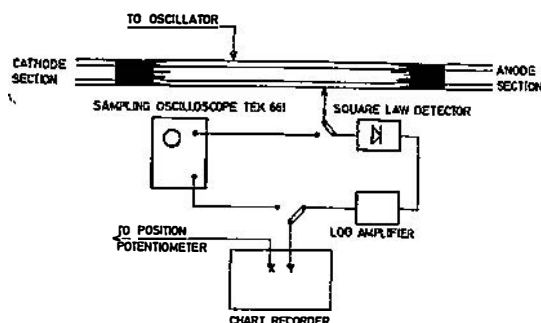 TO OSCILLATOR
CATHODE
SECTION
ANODE
SECTION
SAMPLING OSCILLOSCOPE TEX 661
SQUARE LAW DETECTOR
LOG AMPLIFIER
TO POSITION
POTENTIOMETER
X Y
CHART RECORDER